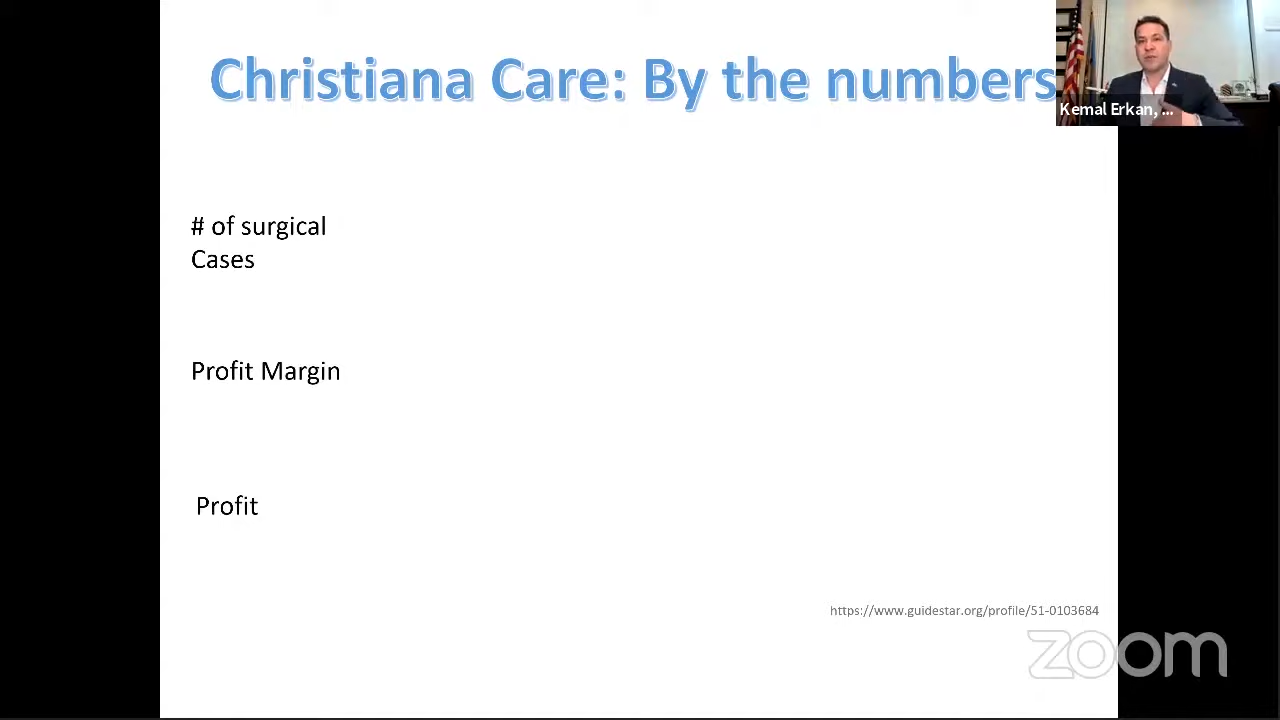 Christiana Care: By the numbers
Kemal Erkan, ...
# of surgical
Cases
Profit Margin
Profit
https://www.guidestar.org/profile/51-0103684
zoom